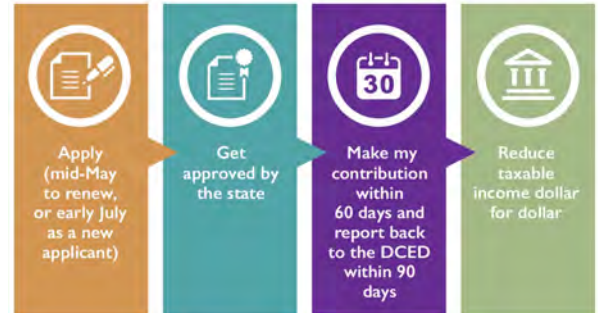 Apply
(mid-May
to renew,
or early July
as a new
applicant)
Get
approved by
the state
30
Make my
contribution
within
60 days and
report back
to the DCED
within 90
days
Reduce
taxable
income dollar
for dollar